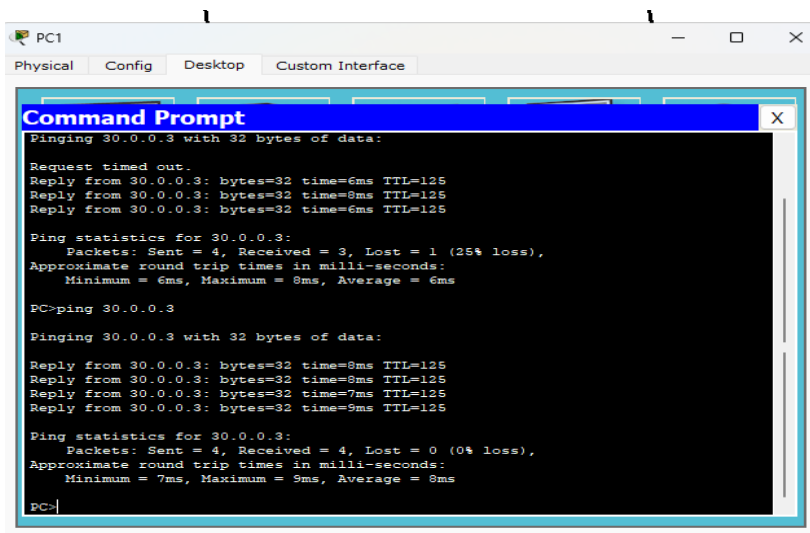 PC1
Physical Config Desktop Custom Interface
Command Prompt X
Pinging 30.0.0.3 with 32 bytes of data:
Request timed out.
Reply from 30.0.0.3: bytes=32 time=6ms TTL=125
Reply from 30.0.0.3: bytes=32 time=8ms TTL=125
Reply from 30.0.0.3: bytes=32 time=6ms TTL=125
Ping statistics for 30.0.0.3:
Packets: Sent = 4, Received = 3, Lost = 1 (25% loss),
Approximate round trip times in milli-seconds:
Minimum = 6ms, Maximum = 8ms, Average = 6ms
PC>ping 30.0.0.3
Pinging 30.0.0.3 with 32 bytes of data:
Reply from 30.0.0.3: bytes=32 time=8ms TTL=125
Reply from 30.0.0.3: bytes=32 time=8ms TTL=125
Reply from 30.0.0.3: bytes=32 time=7ms TTL=125
Reply from 30.0.0.3: bytes=32 time=9ms TTL=125
Ping statistics for 30.0.0.3:
Packets: Sent = 4, Received = 4, Lost = 0 (0% loss),
Approximate round trip times in milli-seconds:
Minimum = 7ms, Maximum = 9ms, Average = 8ms
PC>